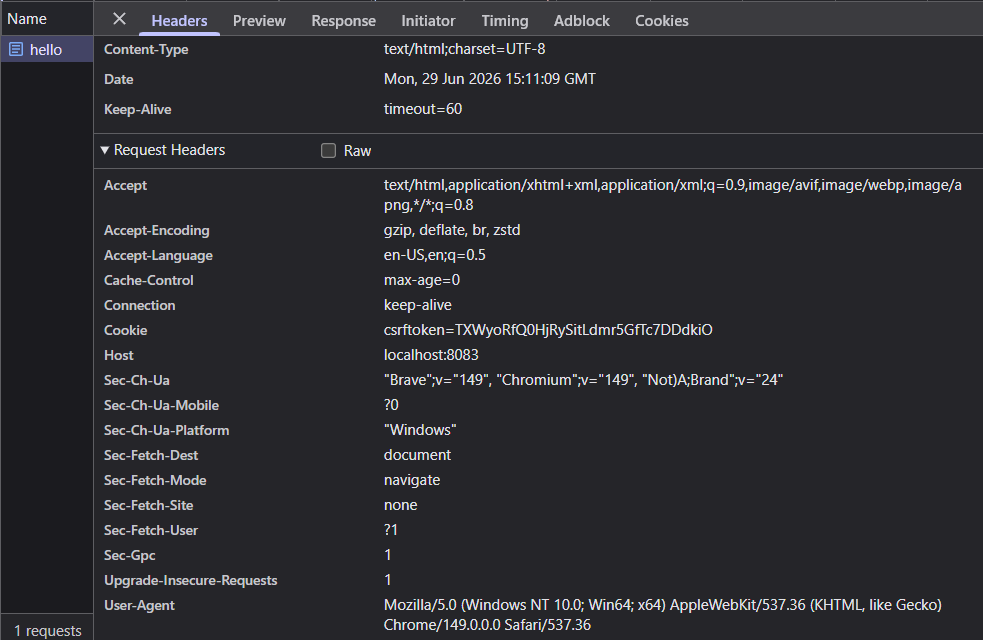 Name
Headers Preview Response Initiator Timing Adblock Cookies
hello
Content-Type text/html;charset=UTF-8
Date Mon, 29 Jun 2026 15:11:09 GMT
Keep-Alive timeout=60
Request Headers Raw
Accept text/html,application/xhtml+xml,application/xml;q=0.9,image/avif,image/webp,image/a
png,*/*;q=0.8
Accept-Encoding gzip, deflate, br, zstd
Accept-Language en-US,en;q=0.5
Cache-Control max-age=0
Connection keep-alive
Cookie csrftoken=TXWyoRfQ0HjRySitLdmr5GfTc7DDdkiO
Host localhost:8083
Sec-Ch-Ua "Brave";v="149", "Chromium";v="149", "Not)A;Brand";v="24"
Sec-Ch-Ua-Mobile ?0
Sec-Ch-Ua-Platform "Windows"
Sec-Fetch-Dest document
Sec-Fetch-Mode navigate
Sec-Fetch-Site none
Sec-Fetch-User ?1
Sec-Gpc 1
Upgrade-Insecure-Requests 1
User-Agent Mozilla/5.0 (Windows NT 10.0; Win64; x64) AppleWebKit/537.36 (KHTML, like Gecko)
Chrome/149.0.0.0 Safari/537.36
1 requests